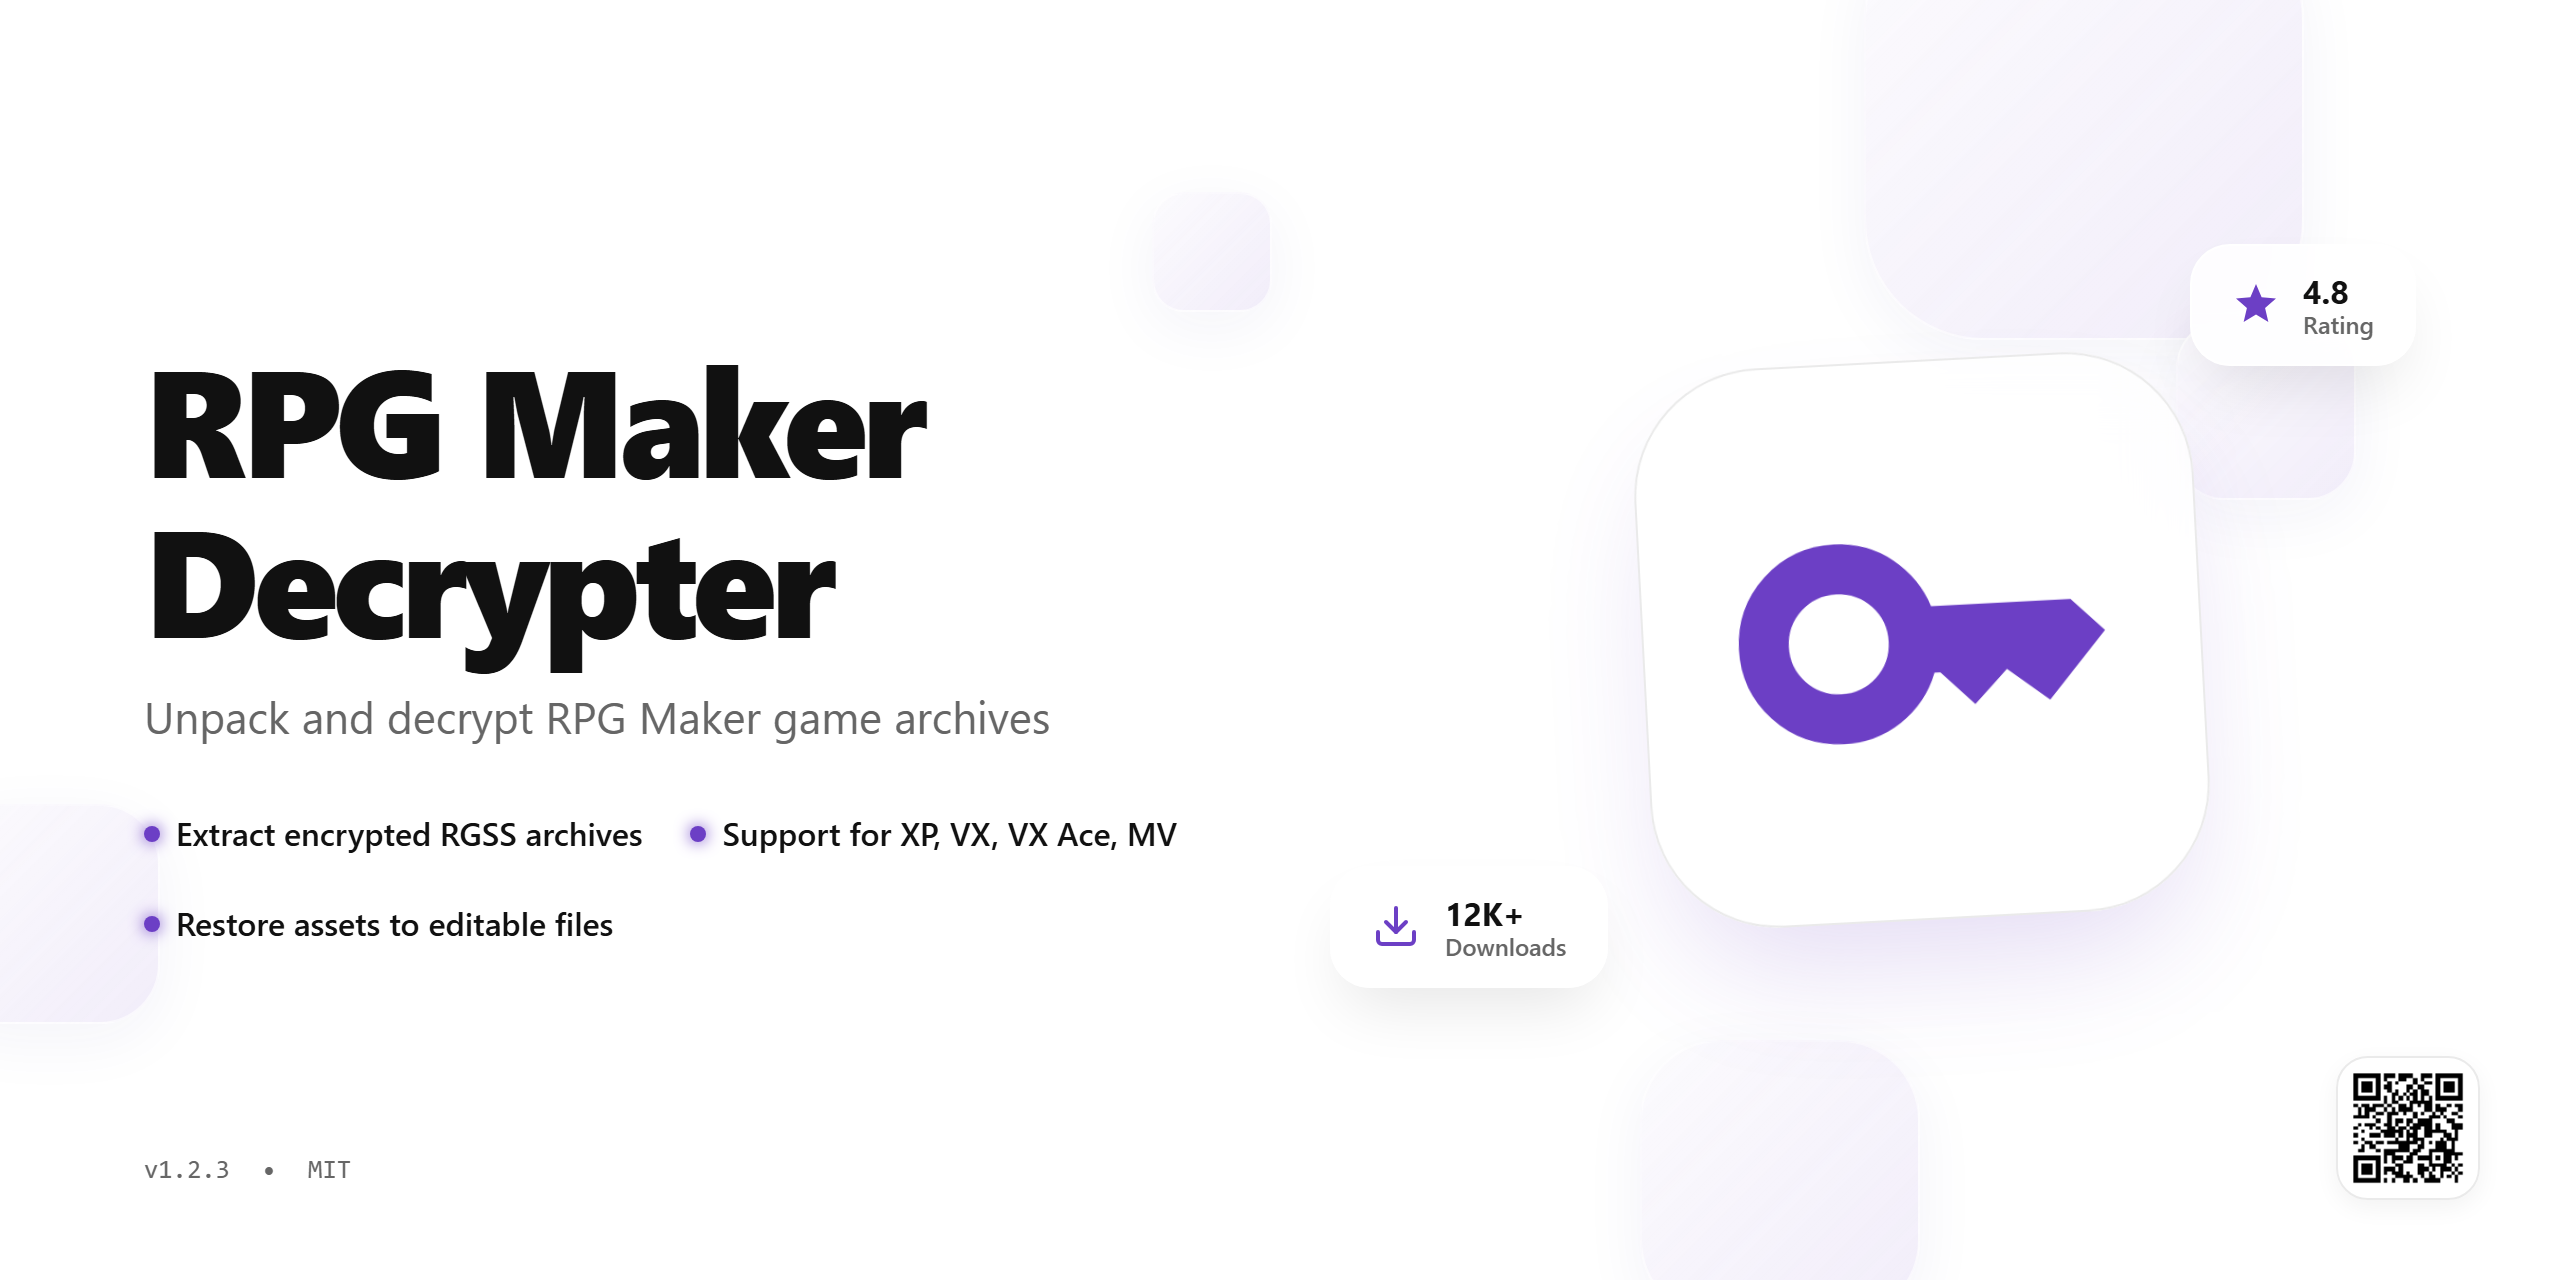 RPG Maker
Decrypter
Unpack and decrypt RPG Maker game archives
Extract encrypted RGSS archives
Support for XP, VX, VX Ace, MV
Restore assets to editable files
v1.2.3 • MIT
4.8
Rating
12K+
Downloads